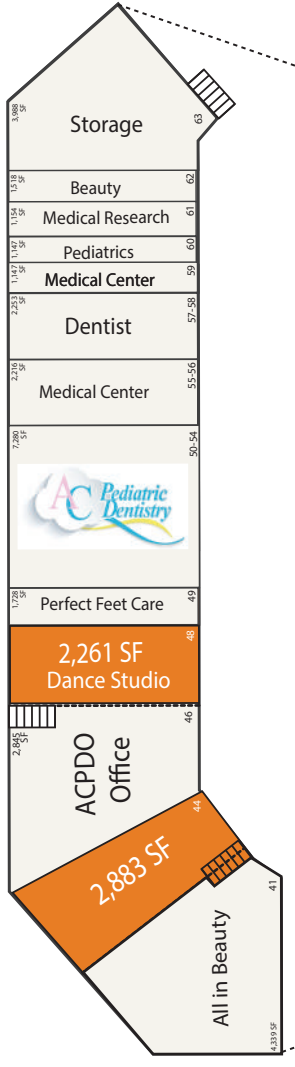 3,988
SF
63
Storage
1,518
SF
62
Beauty
1,154
SF
61
Medical Research
1,147
SF
60
Pediatrics
1,147
SF
59
Medical Center
2,253
SF
57-58
Dentist
2,216
SF
55-56
Medical Center
7,280
SF
50-54
AC Pediatric
Dentistry
1,728
SF
49
Perfect Feet Care
48
2,261 SF
Dance Studio
46
2,845
SF
ACPDO
Office
44
2,883 SF
41
All in Beauty
4,339 SF